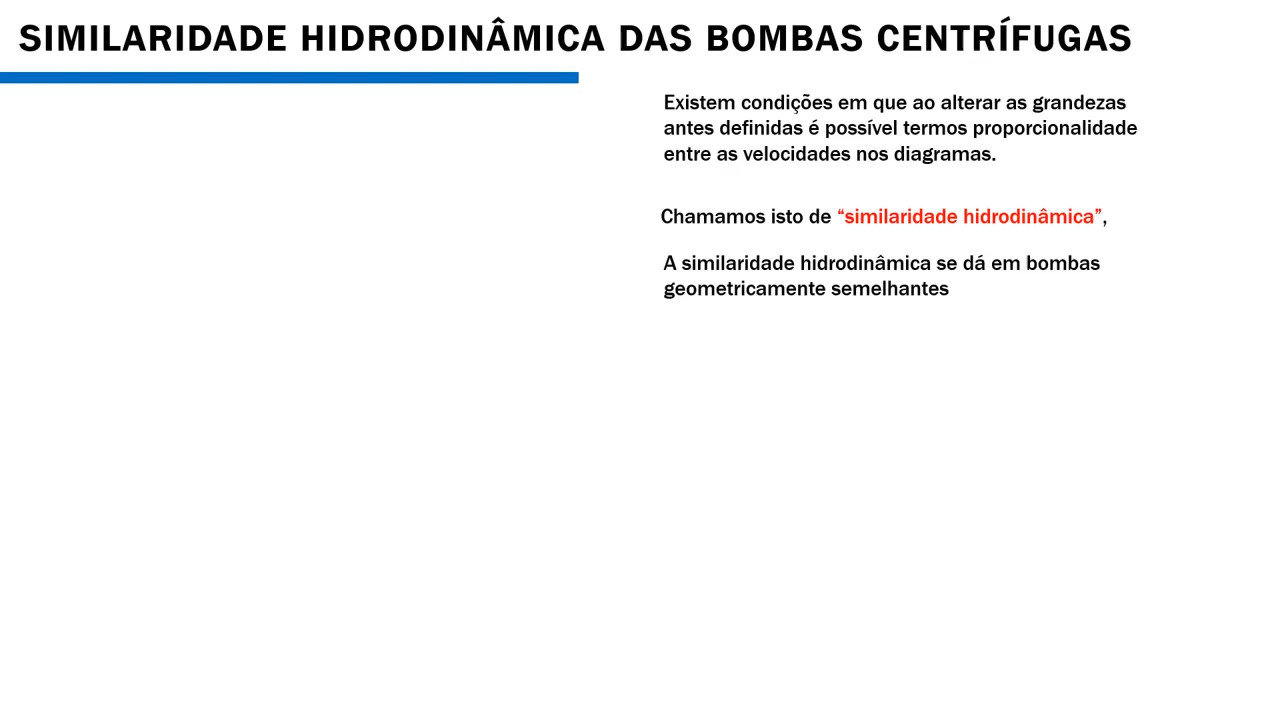 SIMILARIDADE HIDRODINÂMICA DAS BOMBAS CENTRÍFUGAS
Existem condições em que ao alterar as grandezas
antes definidas é possível termos proporcionalidade
entre as velocidades nos diagramas.
Chamamos isto de “similaridade hidrodinâmica”,
A similaridade hidrodinâmica se dá em bombas
geometricamente semelhantes